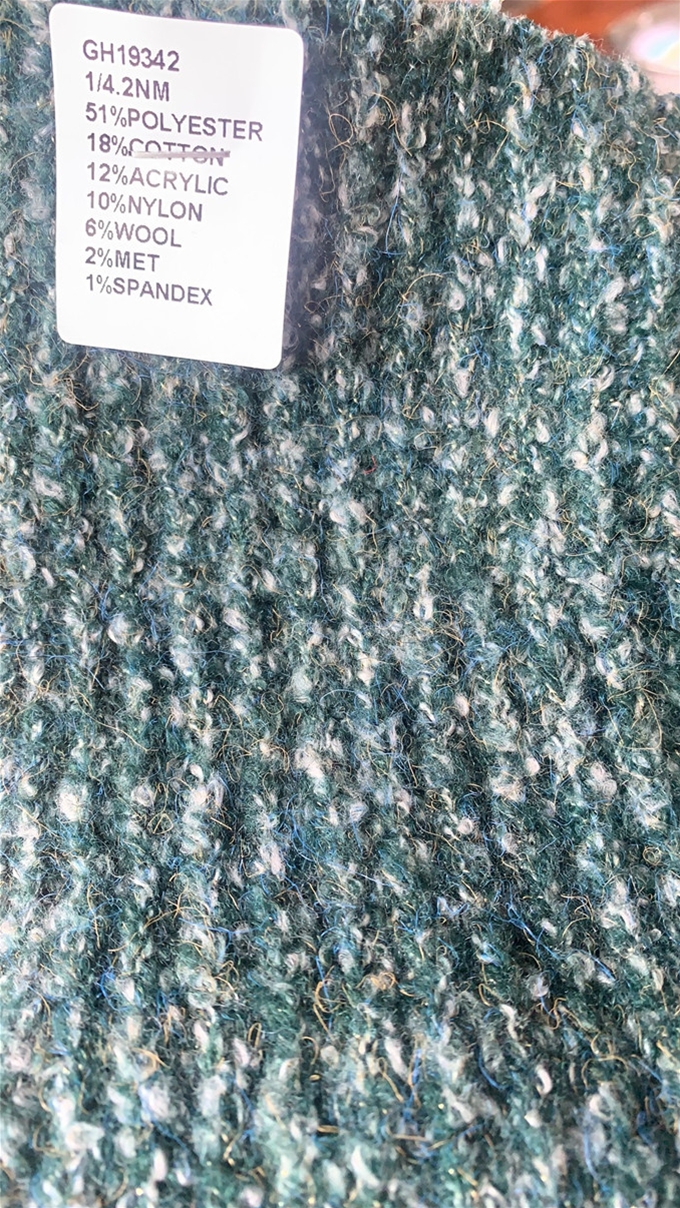 GH19342
1/4.2NM
51%POLYESTER
18%COTTON
12%ACRYLIC
10%NYLON
6%WOOL
2%MET
1%SPANDEX